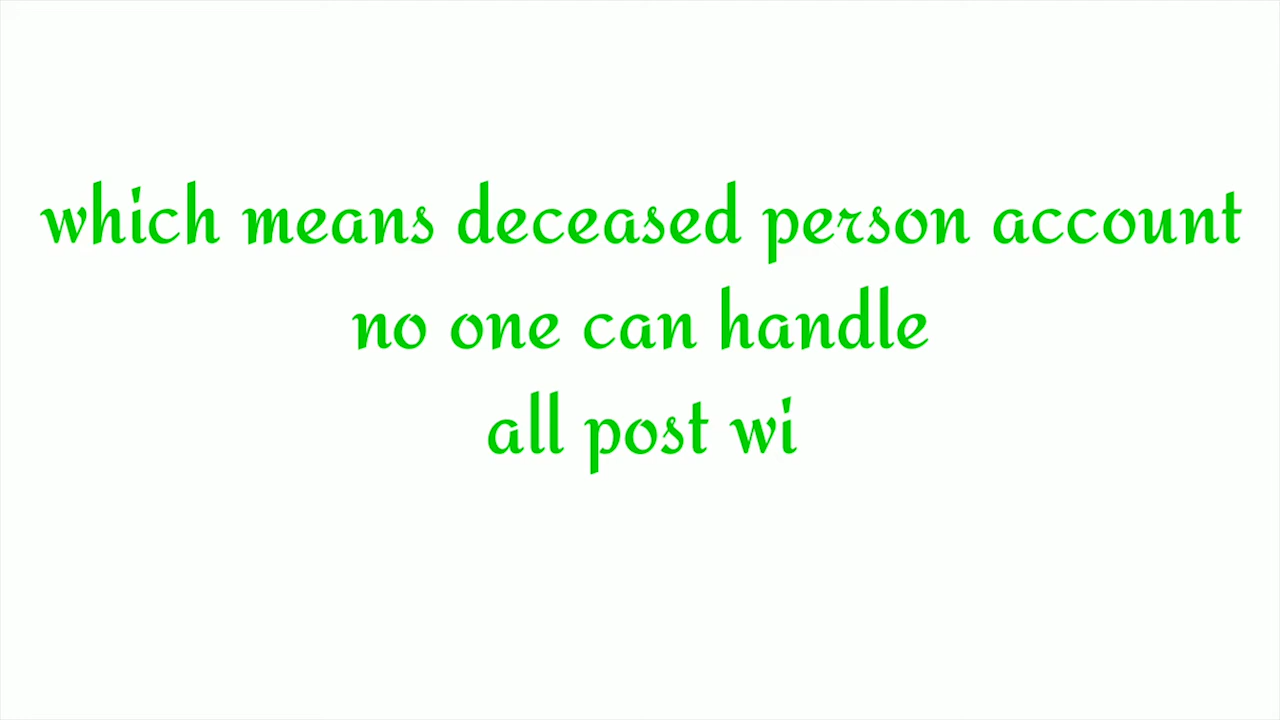 which means deceased person account
no one can handle
all post wi